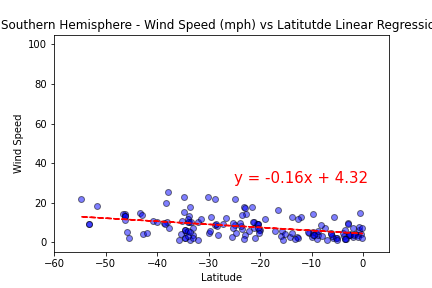 Southern Hemisphere - Wind Speed (mph) vs Latitutde Linear Regressio
100
80
60
40
20
0
Wind Speed
y = -0.16x + 4.32
−60 −50 −40 −30 −20 −10 0
Latitude